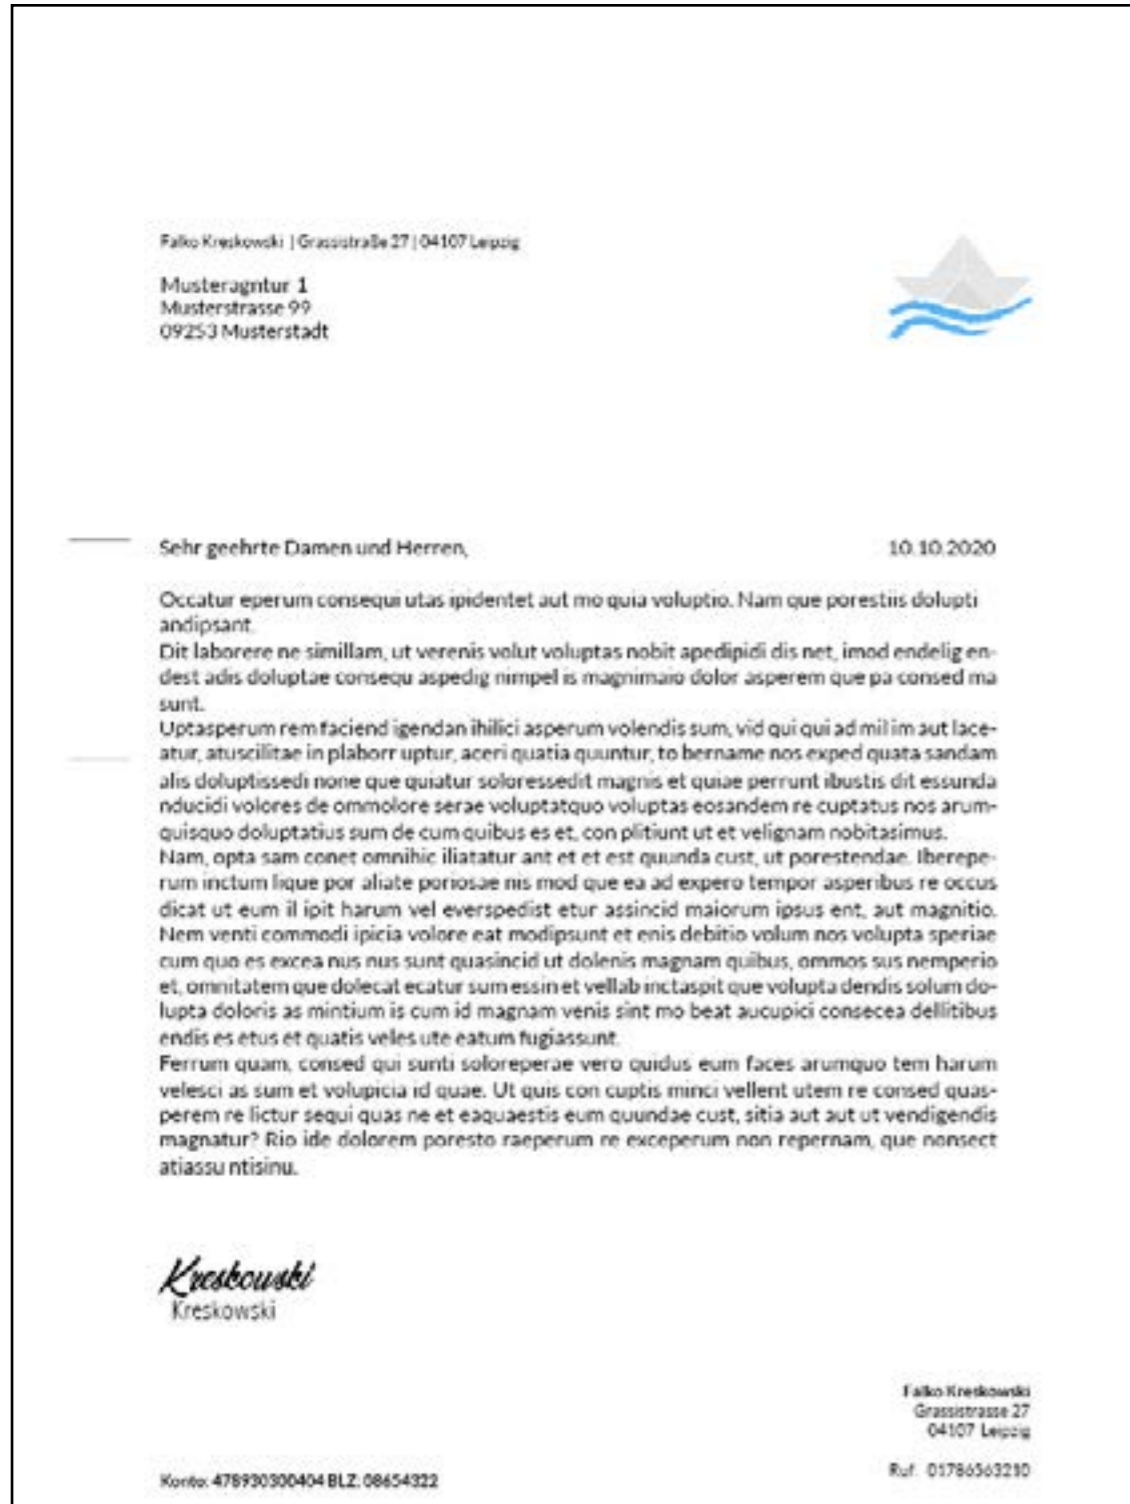 Falko Kreskowski | Grassistraße 27 | 04107 Leipzig
Musteragntur 1
Musterstrasse 99
09253 Musterstadt
Sehr geehrte Damen und Herren,
10.10.2020
Occatur eperum consequi utas ipidentet aut mo quia voluptio. Nam que porestiis dolupti
andipsant.
Dit laborere ne simillam, ut verenis volut voluptas nobit apedipidi dis net, imod endelig en-
dest adis doluptae consequ aspedig nimpel is magnimaio dolor asperem que pa consed ma
sunt.
Uptasperum rem faciend igendan ihilici asperum volendis sum, vid qui qui ad mil im aut lace-
atur, atuscilitae in plaborr uptur, aceri quatia quuntur, to bername nos exped quata sandam
alis doluptissedi none que quiatur soloressedit magnis et quiae perrunt ibustis dit essunda
nducidi volores de ommolore serae voluptatquo voluptas eosandem re cuptatus nos arum-
quisquo doluptatius sum de cum quibus es et, con plitiunt ut et velignam nobitasimus.
Nam, opta sam conet omnihic iliatatur ant et et est quunda cust, ut porestendae. Iberepe-
rum inctum lique por aliate poriosae nis mod que ea ad expero tempor asperibus re occus
dicat ut eum il ipit harum vel everspedist etur assincid maiorum ipsus ent, aut magnitio.
Nem venti commodi ipicia volore eat modipsunt et enis debitio volum nos volupta speriae
cum quo es excea nus nus sunt quasincid ut dolenis magnam quibus, ommos sus nemperio
et, omnitatem que dolecat ecatur sum essin et vellab inctaspit que volupta dendis solum do-
lupta doloris as mintium is cum id magnam venis sint mo beat aucupici consecea dellitibus
endis es etus et quatis veles ute eatum fugiassunt.
Ferrum quam, consed qui sunti soloreperae vero quidus eum faces arumquo tem harum
velesci as sum et volupicia id quae. Ut quis con cuptis minci vellent utem re consed quas-
perem re lictur sequi quas ne et eaquaestis eum quundae cust, sitia aut aut ut vendigendis
magnatur? Rio ide dolorem poresto raeperum re exceperum non repernam, que nonsect
atiassu ntisinu.
Kreskowski
Kreskowski
Falko Kreskowski
Grassistrasse 27
04107 Leipzig
Ruf: 01786563210
Konto: 478930300404 BLZ: 08654322